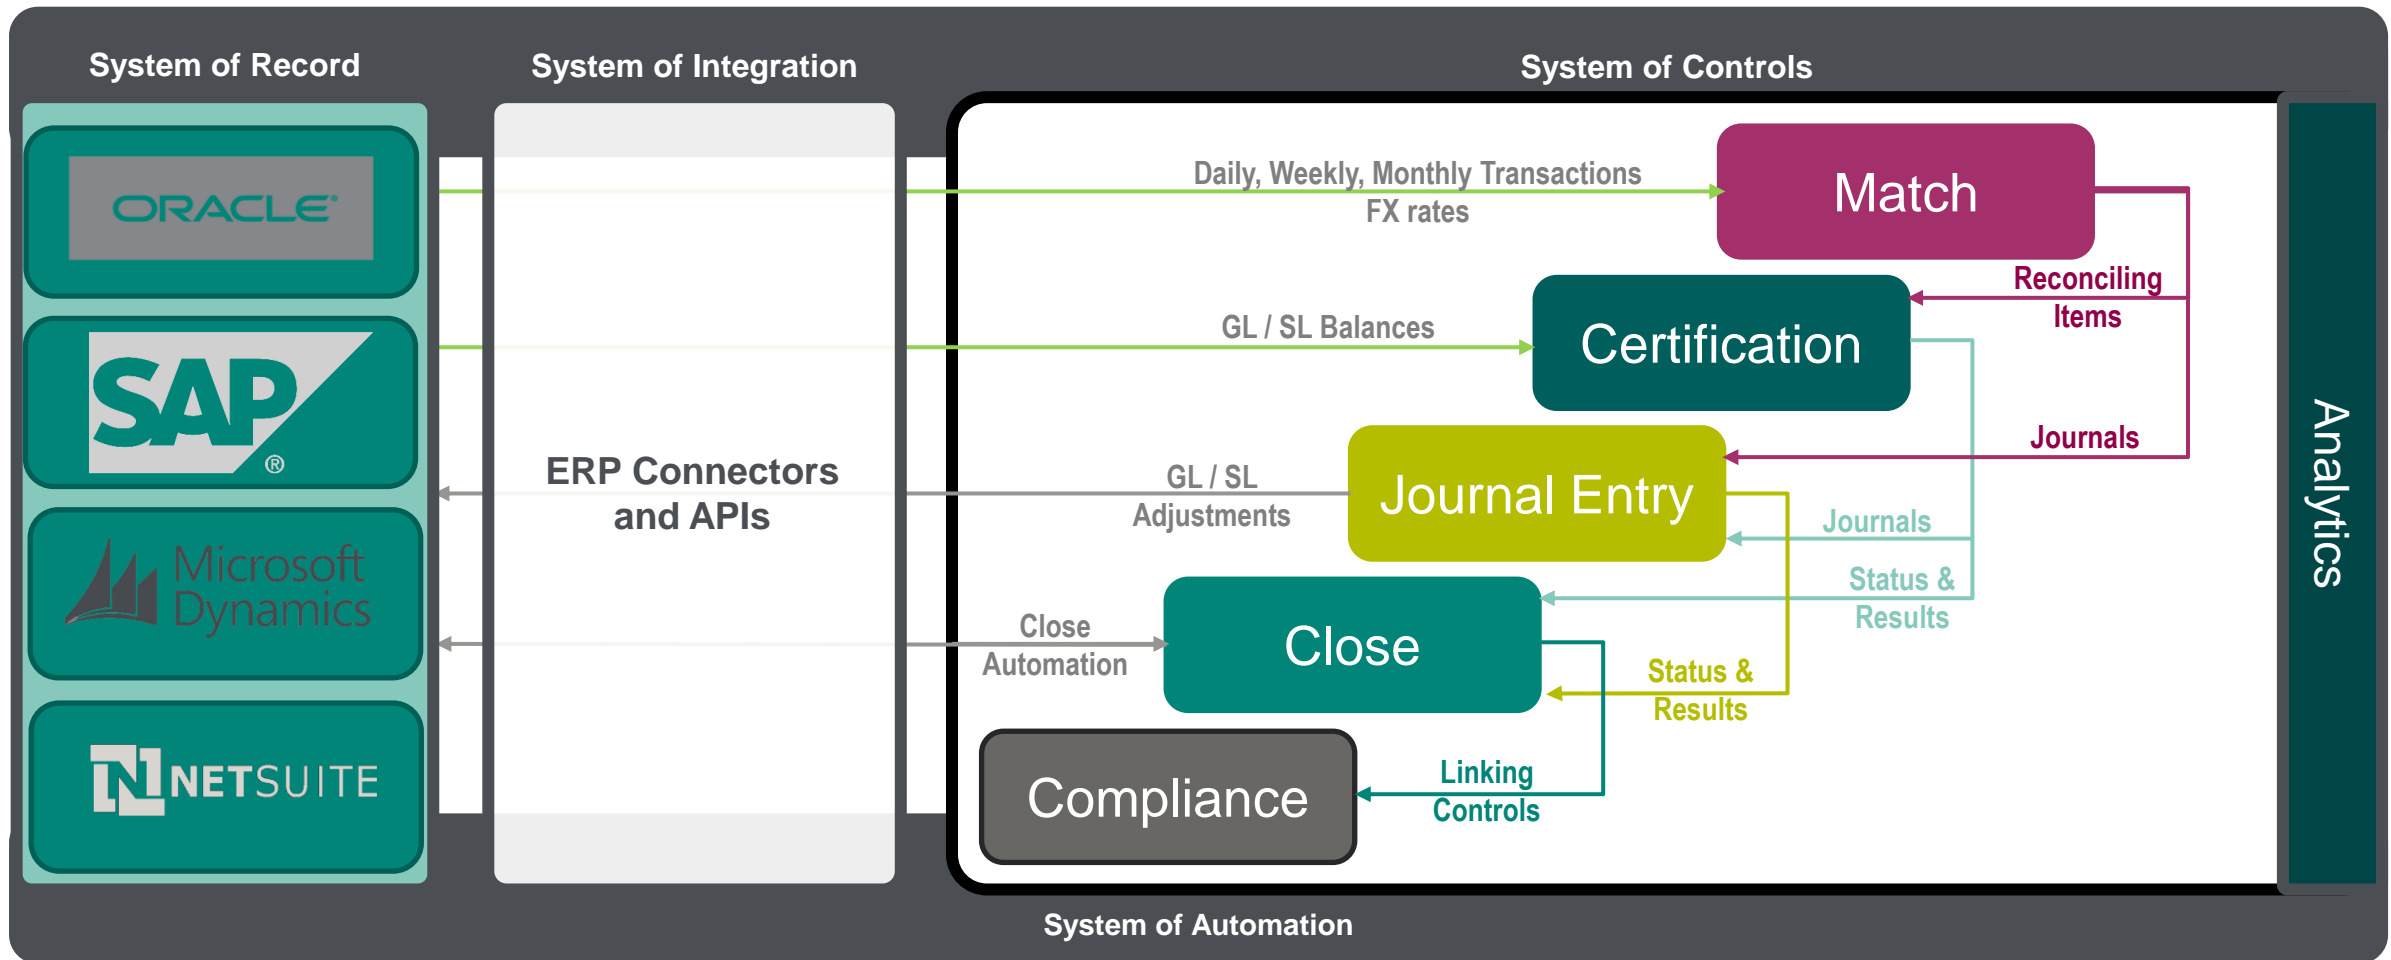 System of Record
System of Integration
System of Controls
ORACLE®
SAP
®
Microsoft
Dynamics
NETSUITE
ERP Connectors
and APIs
Daily, Weekly, Monthly Transactions
FX rates
Match
Reconciling
Items
GL / SL Balances
Certification
Journals
GL / SL
Adjustments
Journal Entry
Journals
Status &
Results
Close
Automation
Close
Status &
Results
Compliance
Linking
Controls
Analytics
System of Automation